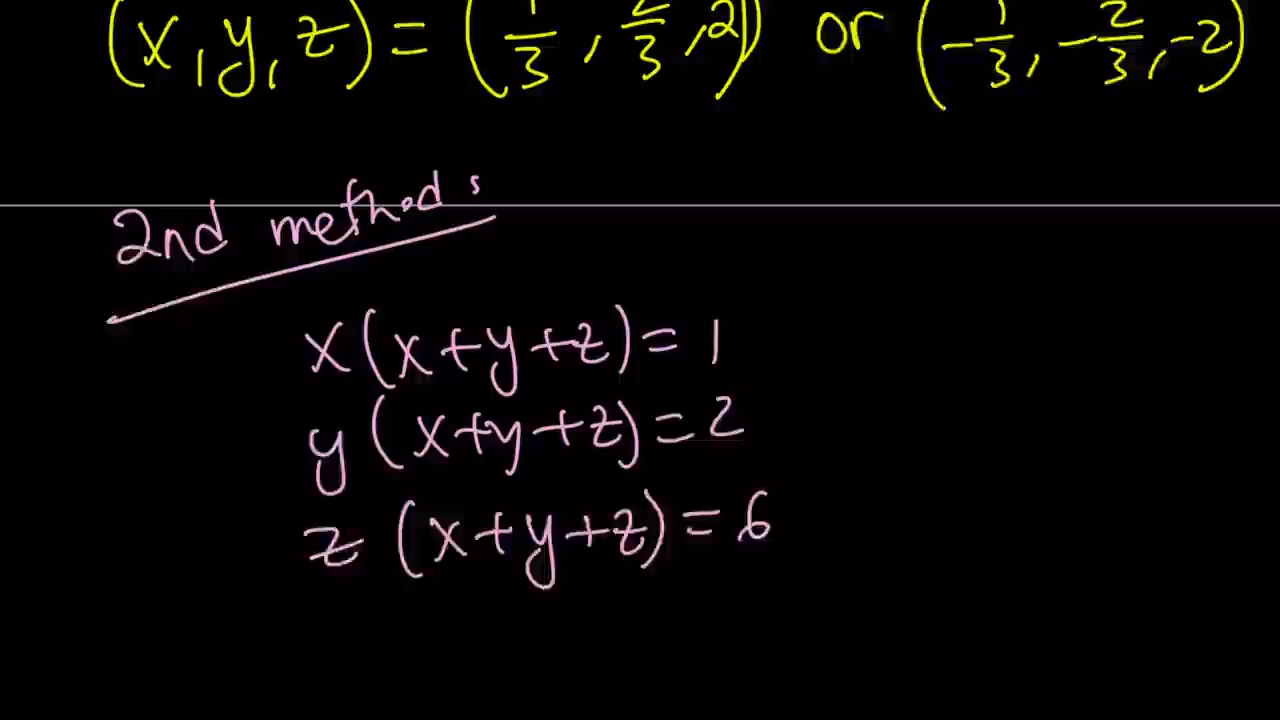 (x, y, z) = (1/3, 2/3, 2) or (-1/3, -2/3, -2)
2nd method:
x(x+y+z)=1
y(x+y+z)=2
z(x+y+z)=6